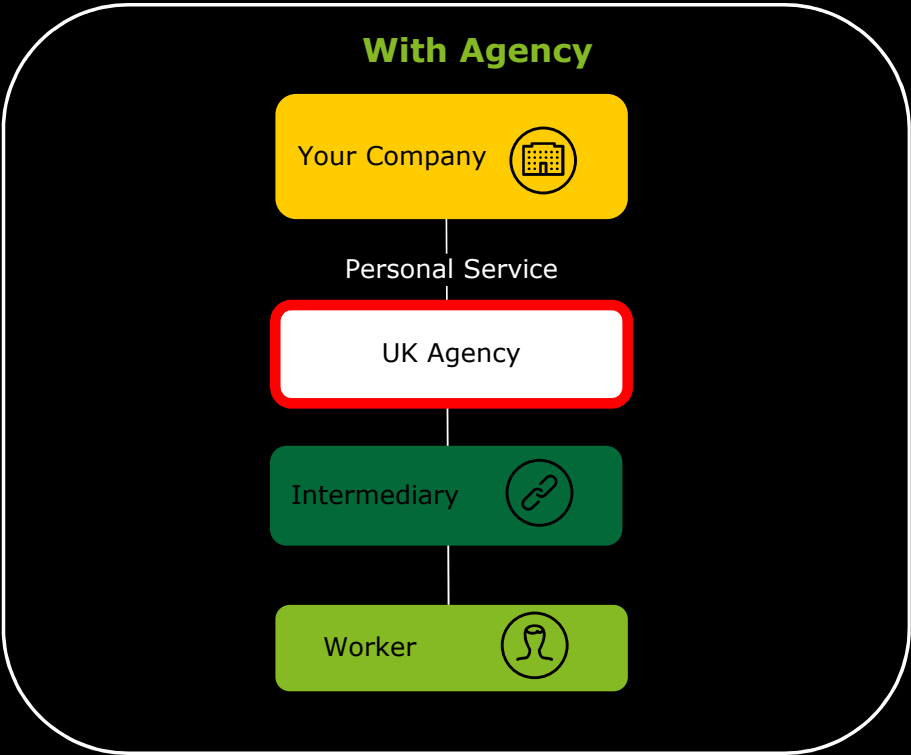 With Agency
Your Company
Personal Service
UK Agency
Intermediary
Worker